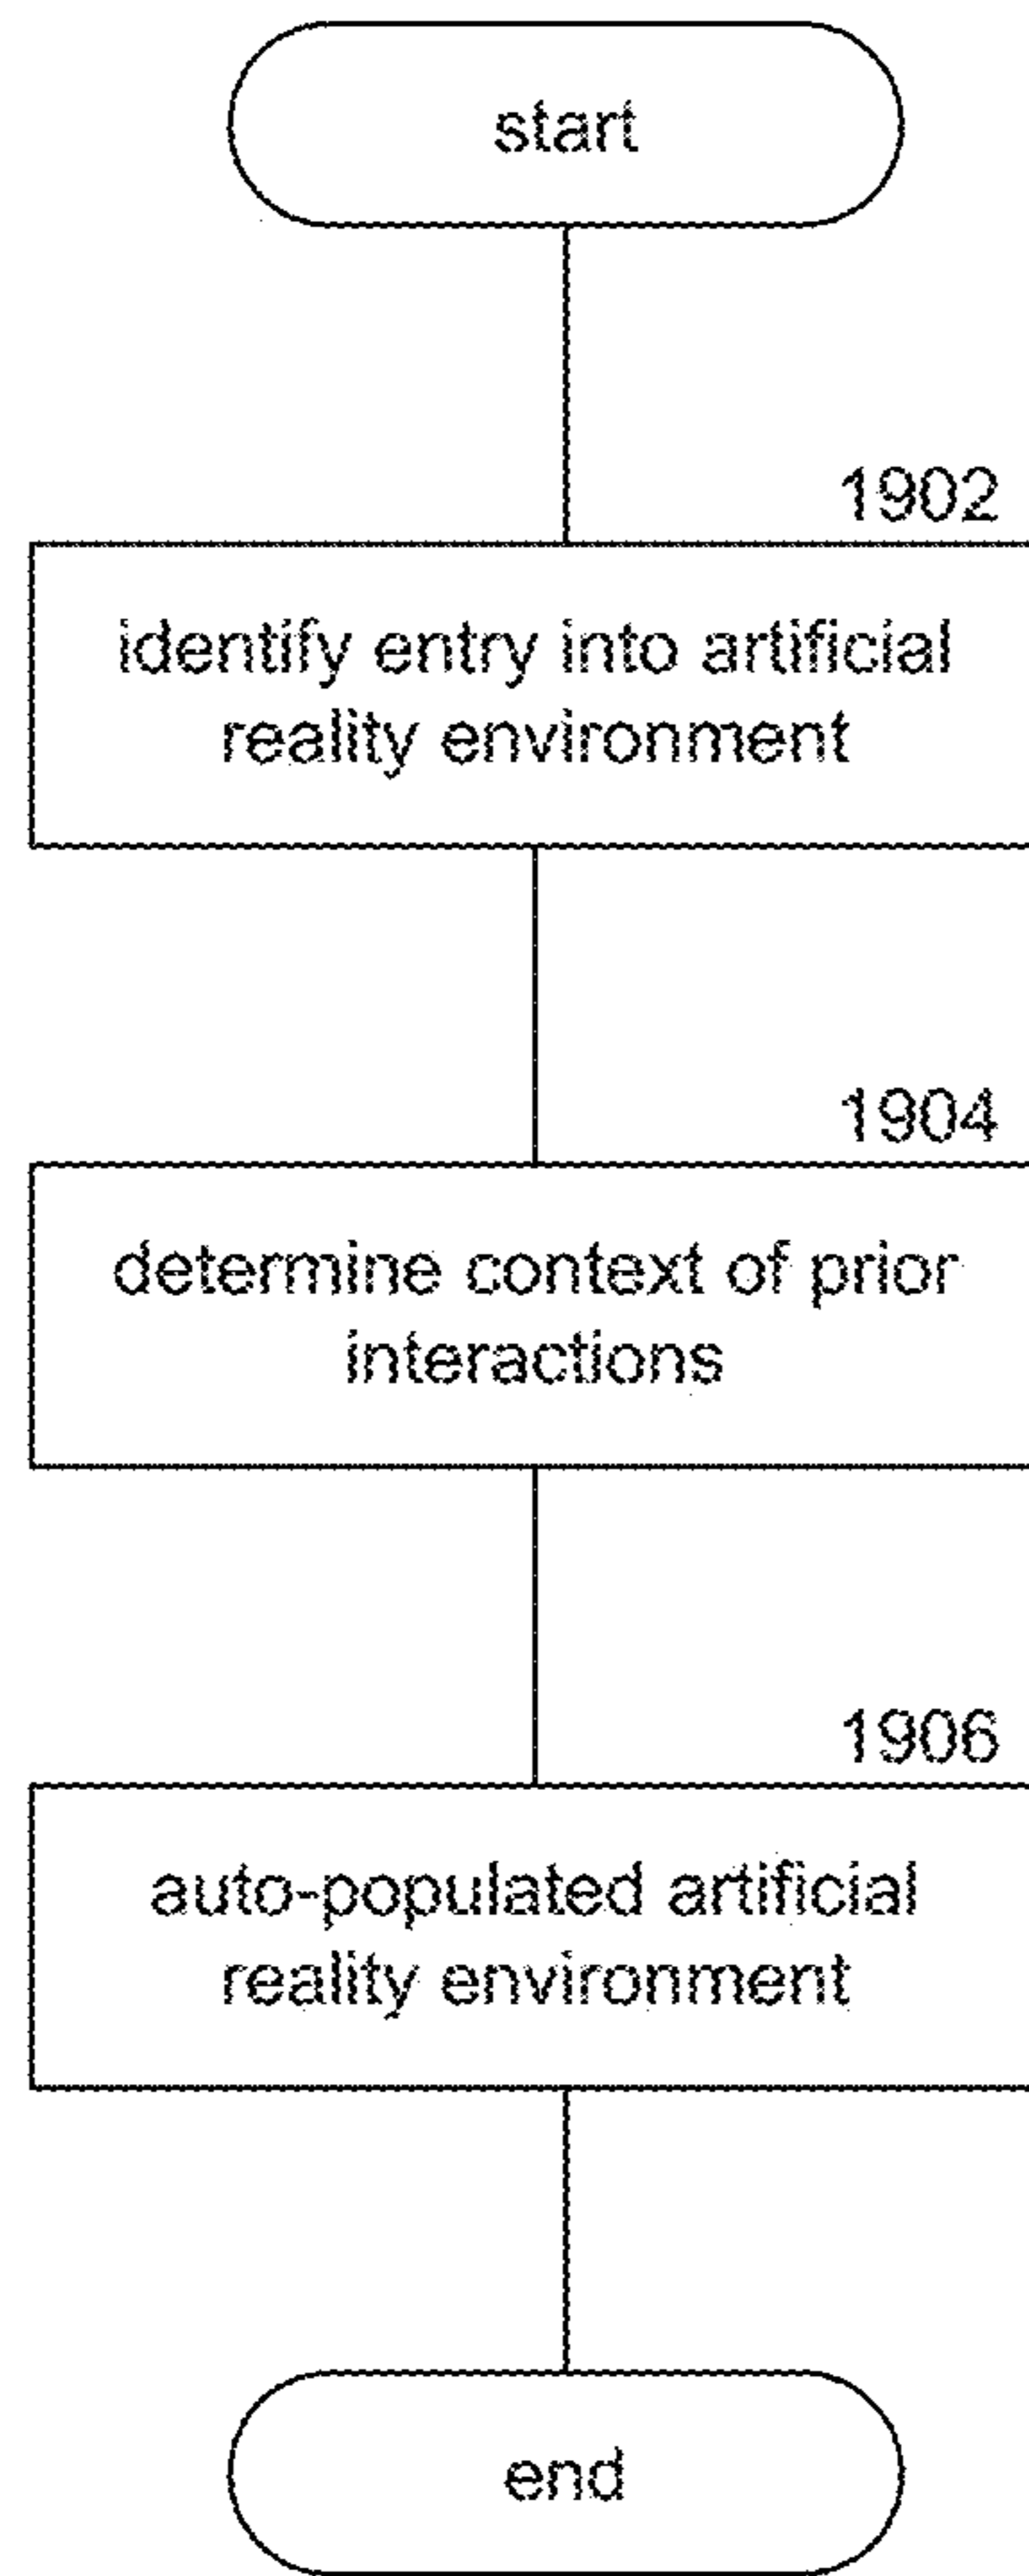 start
1902
identify entry into artificial
reality environment
1904
determine context of prior
interactions
1906
auto-populated artificial
reality environment
end